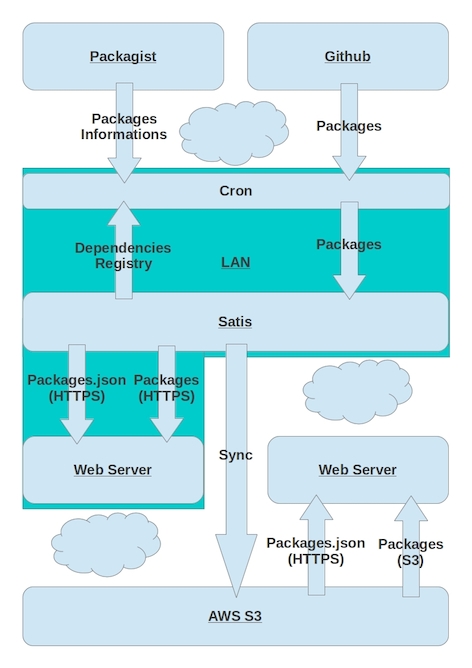 Packagist
Github
Packages
Informations
Packages
Cron
Dependencies
Registry
LAN
Packages
Satis
Packages.json
(HTTPS)
Packages
(HTTPS)
Sync
Web Server
Web Server
Packages.json
(HTTPS)
Packages
(S3)
AWS S3